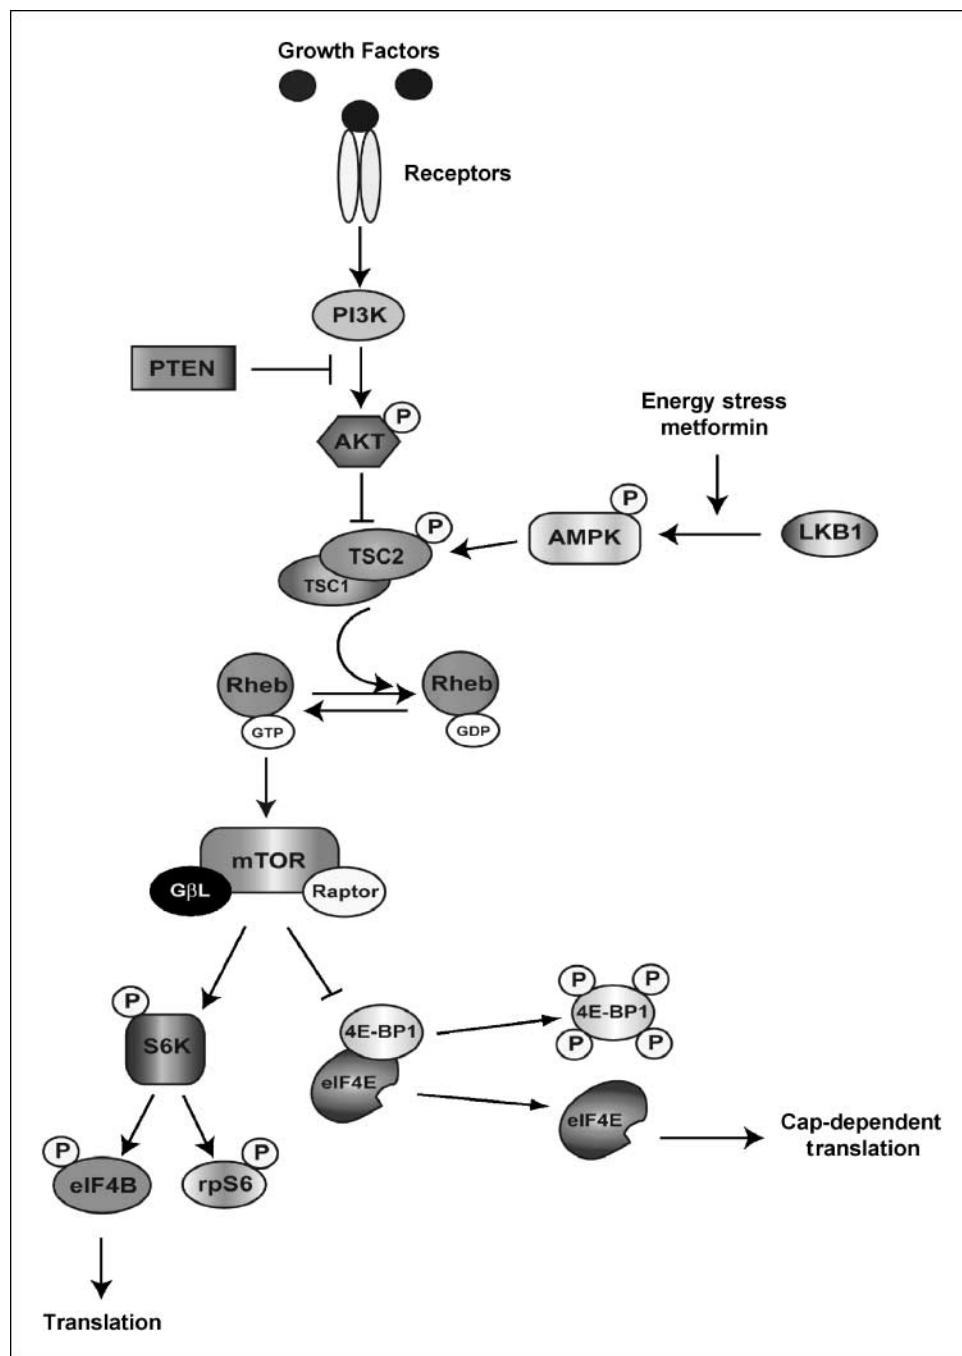 Growth Factors
Receptors
PI3K
PTEN
P
AKT
Energy stress
metformin
P
P
AMPK
LKB1
TSC2
TSC1
Rheb
Rheb
GTP
GDP
mTOR
GβL
Raptor
P
S6K
4E-BP1
eIF4E
P
P
4E-BP1
P
P
eIF4E
Cap-dependent
translation
P
eIF4B
P
rpS6
Translation